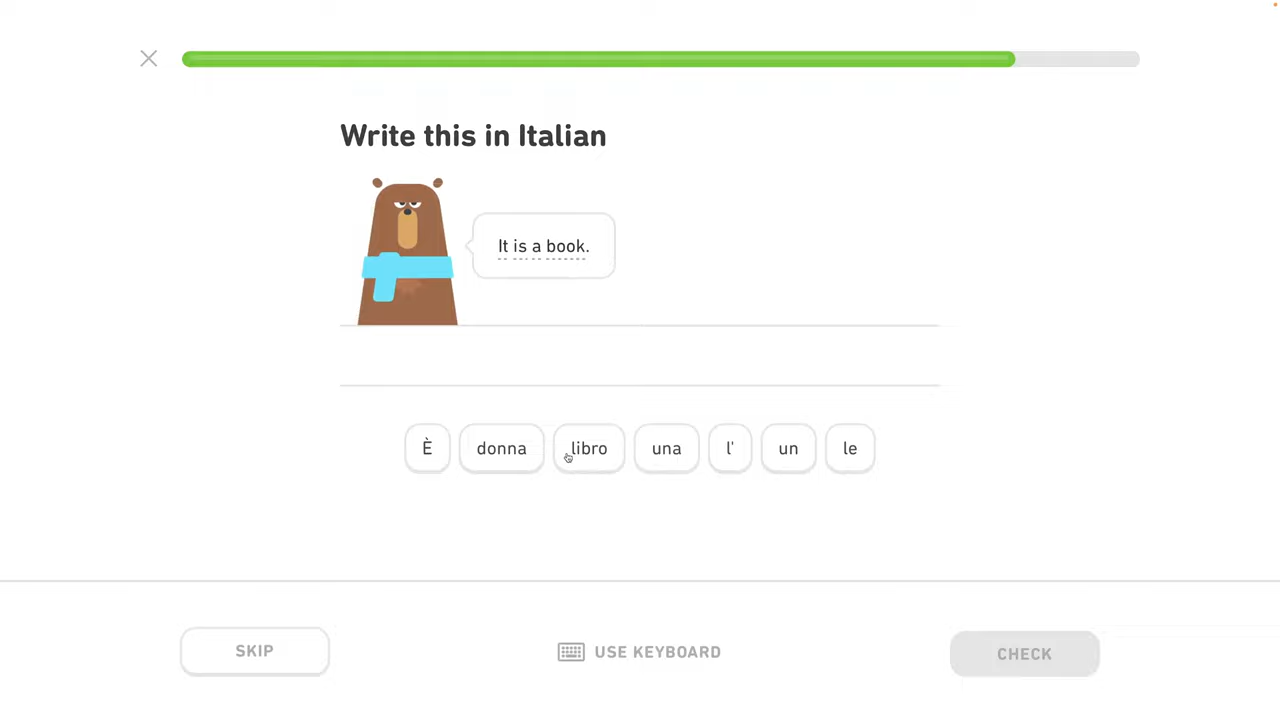 Write this in Italian
It is a book.
È donna libro una l' un le
SKIP USE KEYBOARD CHECK